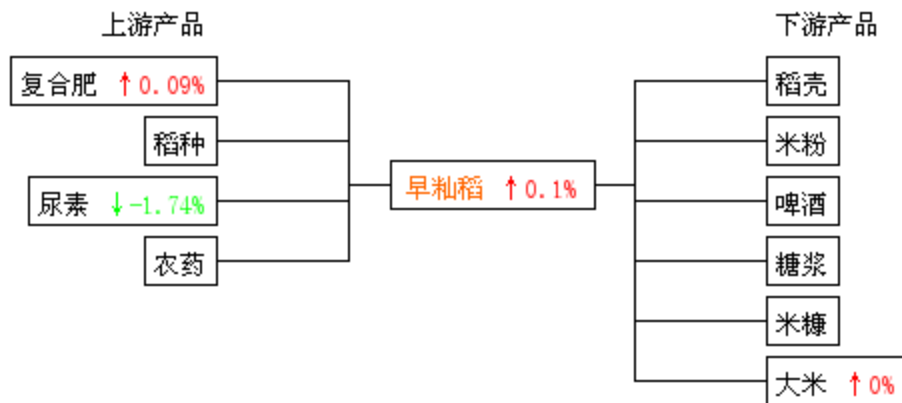 上游产品
复合肥 ↑0.09%
稻种
尿素 ↓-1.74%
农药
早籼稻 ↑0.1%
下游产品
稻壳
米粉
啤酒
糖浆
米糠
大米 ↑0%